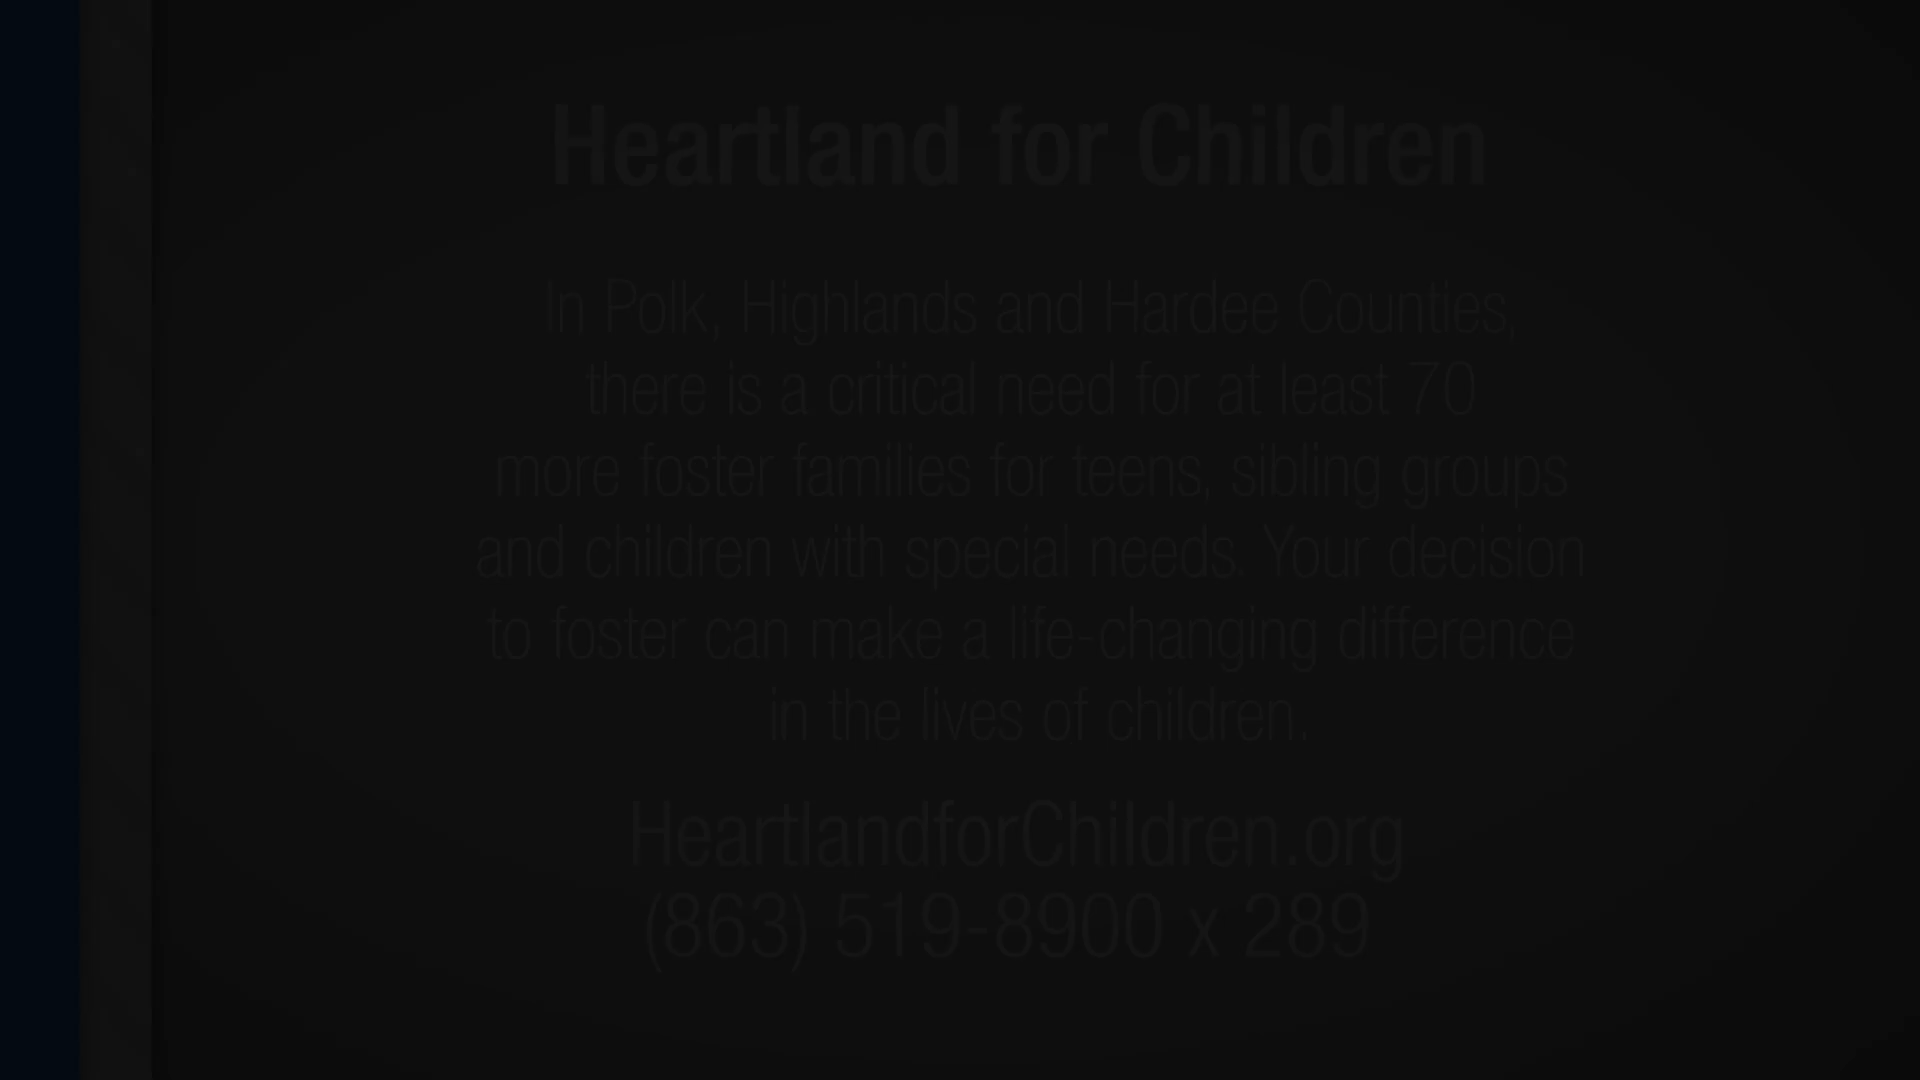 Heartland for Children
In Polk, Highlands and Hardee Counties,
there is a critical need for at least 70
more foster families for teens, sibling groups
and children with special needs. Your decision
to foster can make a life-changing difference
in the lives of children.
HeartlandforChildren.org
(863) 519-8900 x 289